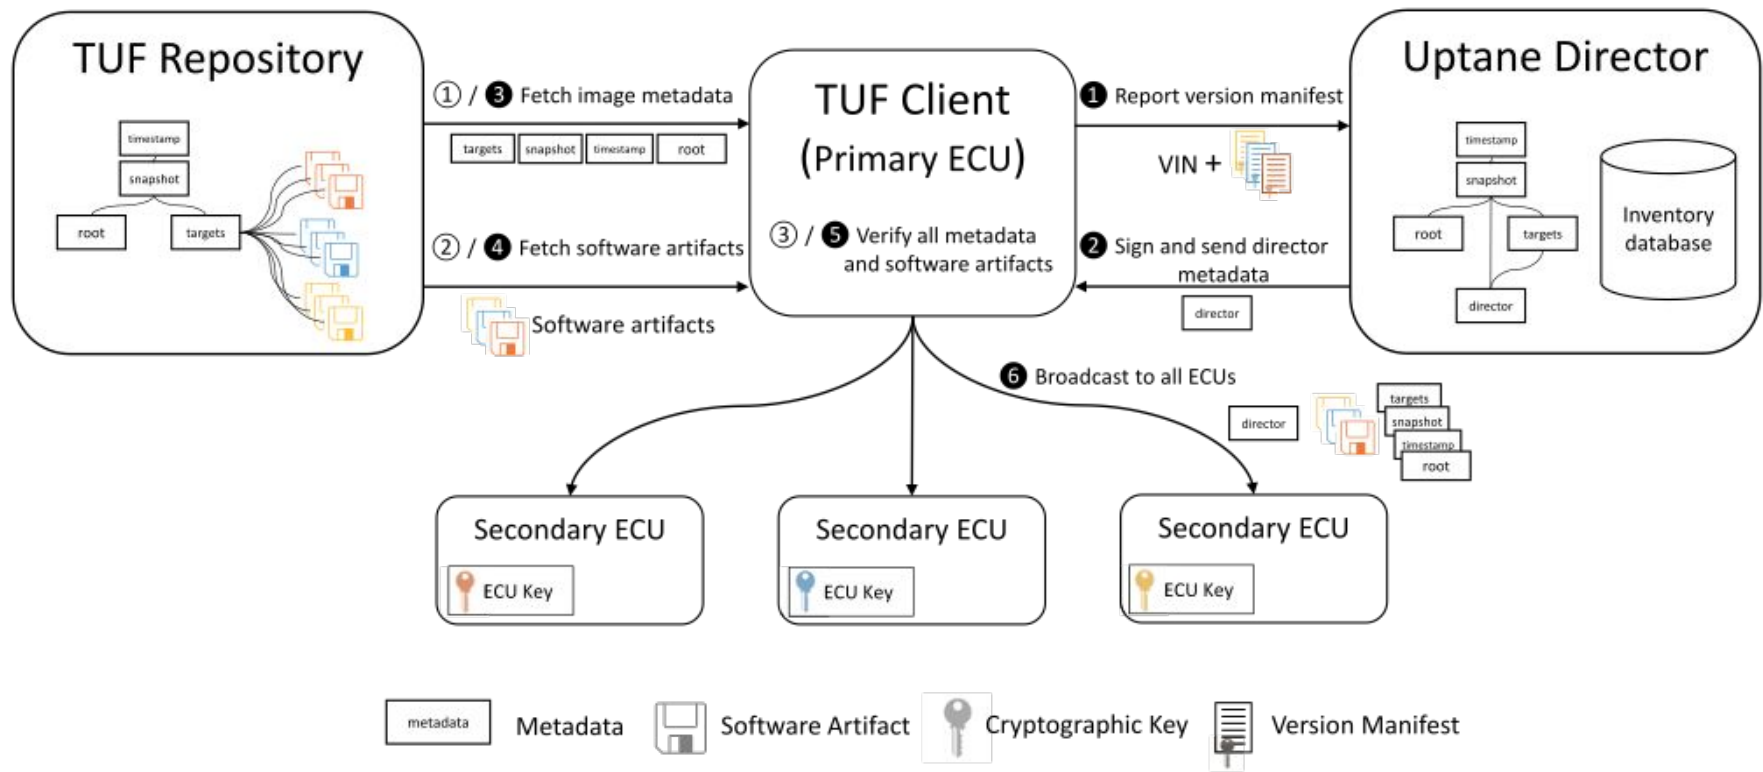 TUF Repository
timestamp
snapshot
root
targets
① / ❸ Fetch image metadata
targets
snapshot
timestamp
root
② / ❹ Fetch software artifacts
Software artifacts
TUF Client
(Primary ECU)
③ / ❺ Verify all metadata
and software artifacts
❶ Report version manifest
VIN +
❷ Sign and send director
metadata
director
Uptane Director
timestamp
snapshot
root
targets
director
Inventory
database
❻ Broadcast to all ECUs
director
targets
snapshot
timestamp
root
Secondary ECU
ECU Key
Secondary ECU
ECU Key
Secondary ECU
ECU Key
metadata
Metadata
Software Artifact
Cryptographic Key
Version Manifest